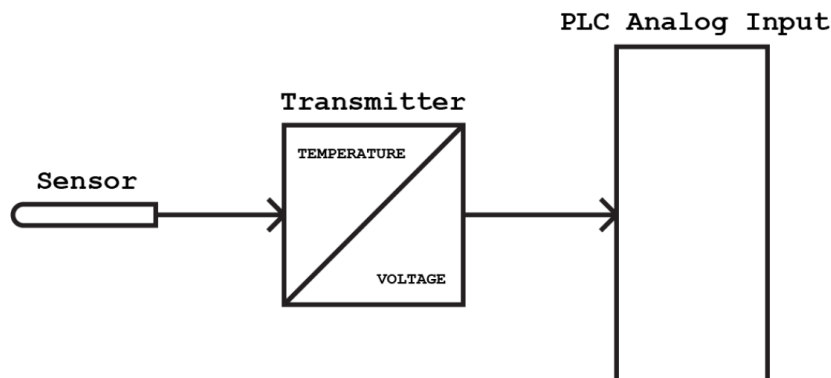 PLC Analog Input
Transmitter
TEMPERATURE
Sensor
VOLTAGE